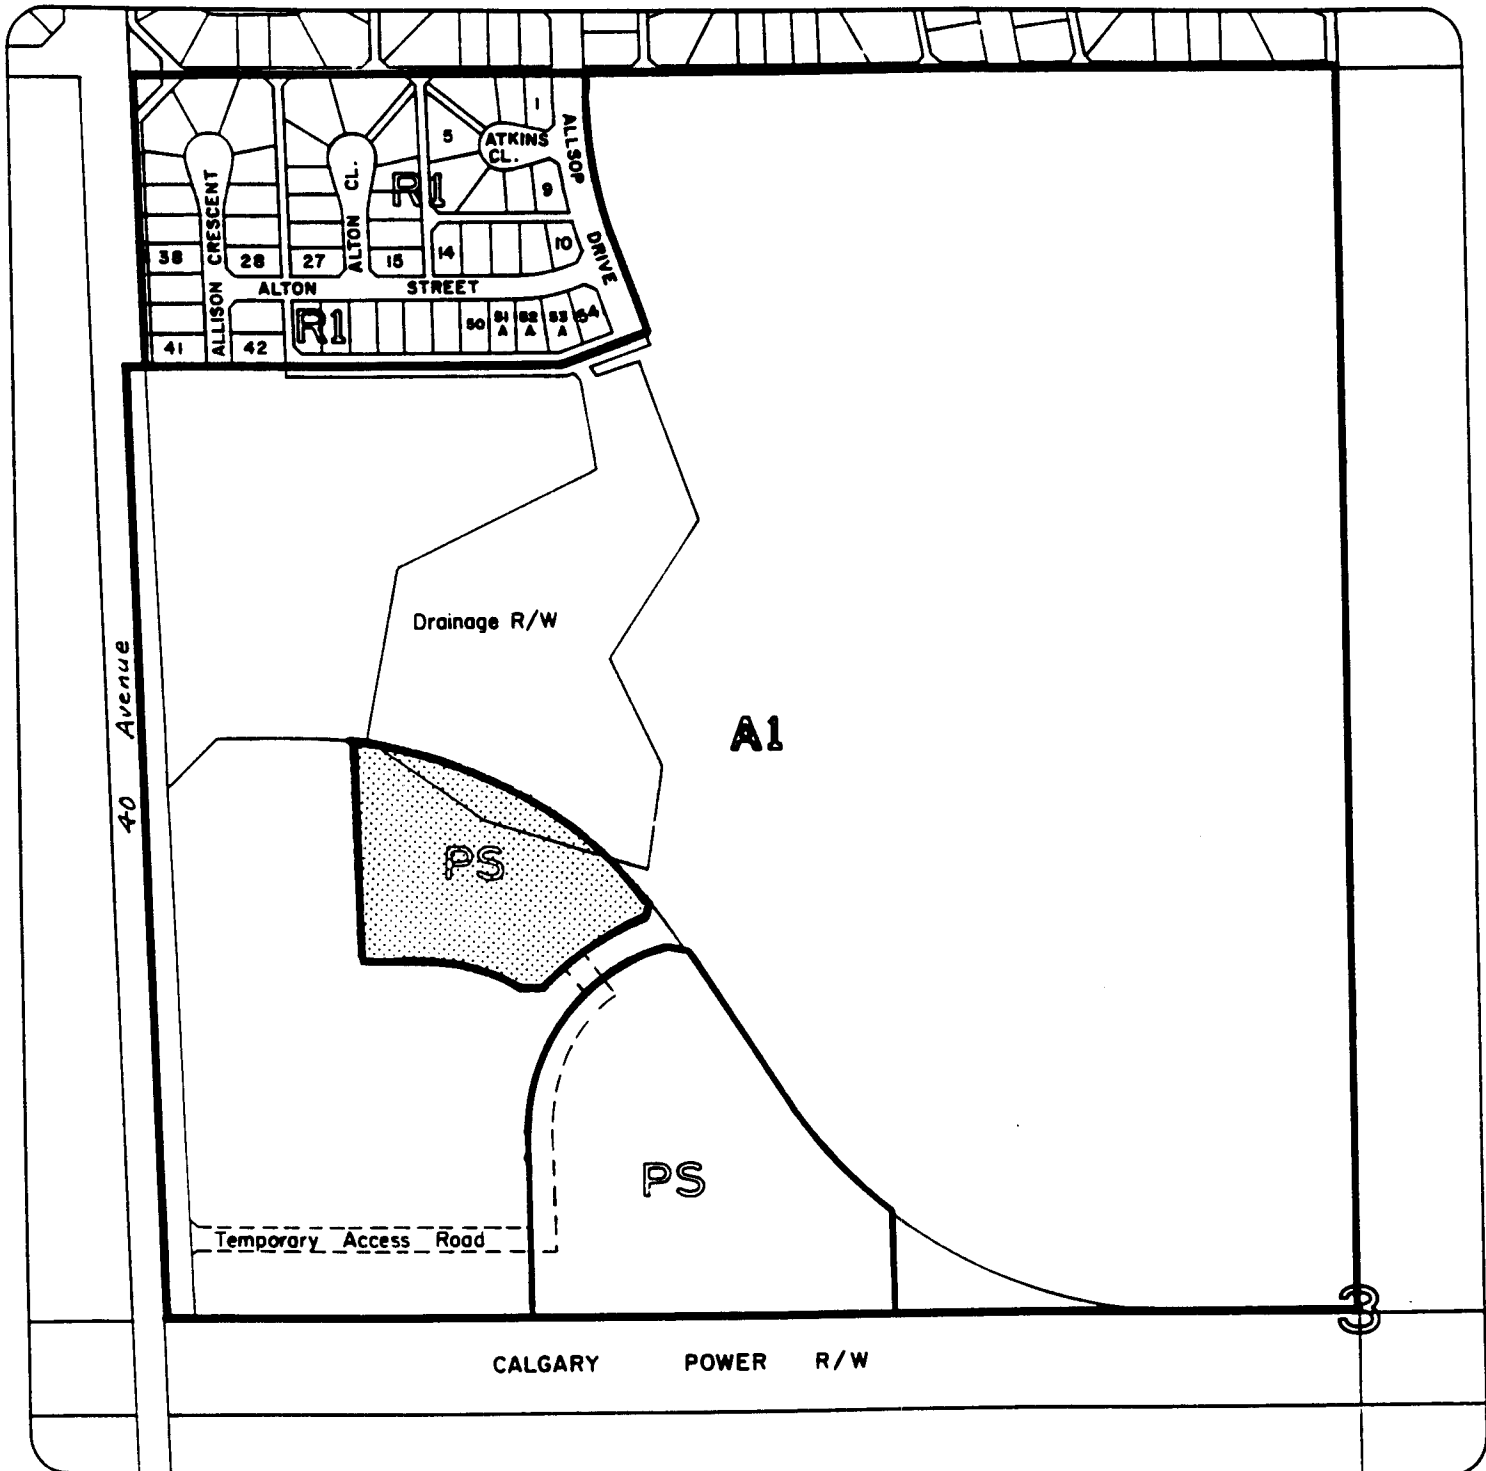 1
ALLSOP
5
ATKINS
CL.
ALLISON CRESCENT
ALTON CL.
R1
9
DRIVE
38
28
27
15
14
10
ALTON STREET
R1
50
51
A
52
A
53
A
54
41
42
Drainage R/W
40 Avenue
A1
PS
PS
Temporary Access Road
3
CALGARY POWER R/W